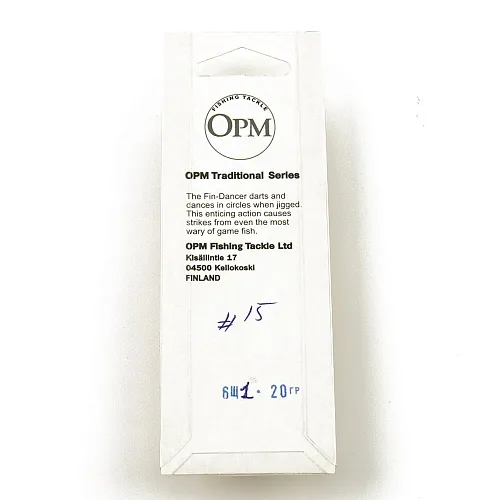 FISHING TACKLE
OPM
OPM Traditional Series
The Fin-Dancer darts and
dances in circles when jigged.
This enticing action causes
strikes from even the most
wary of game fish.
OPM Fishing Tackle Ltd
Kisällintie 17
04500 Kellokoski
FINLAND
# 15
БЩ1· 20ГР